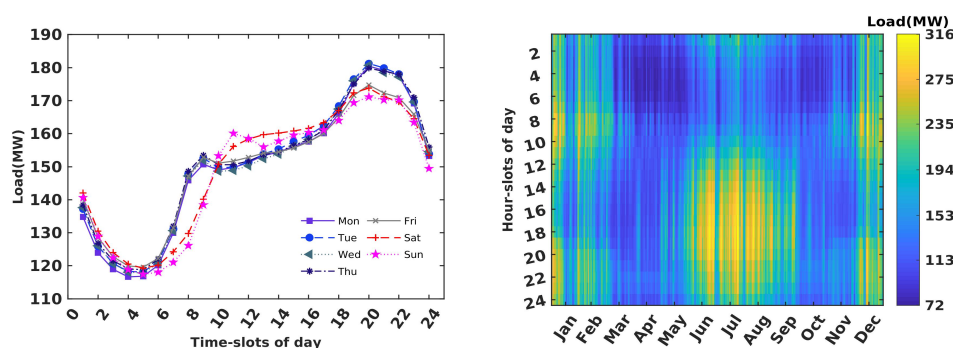 190
180
170
160
150
140
130
120
110
Load(MW)
0 2 4 6 8 10 12 14 16 18 20 22 24
Time-slots of day
Mon
Tue
Wed
Thu
Fri
Sat
Sun
2
4
6
8
10
12
14
16
18
20
22
24
Hour-slots of day
Jan Feb Mar Apr May Jun Jul Aug Sep Oct Nov Dec
Load(MW)
316
275
235
194
153
113
72